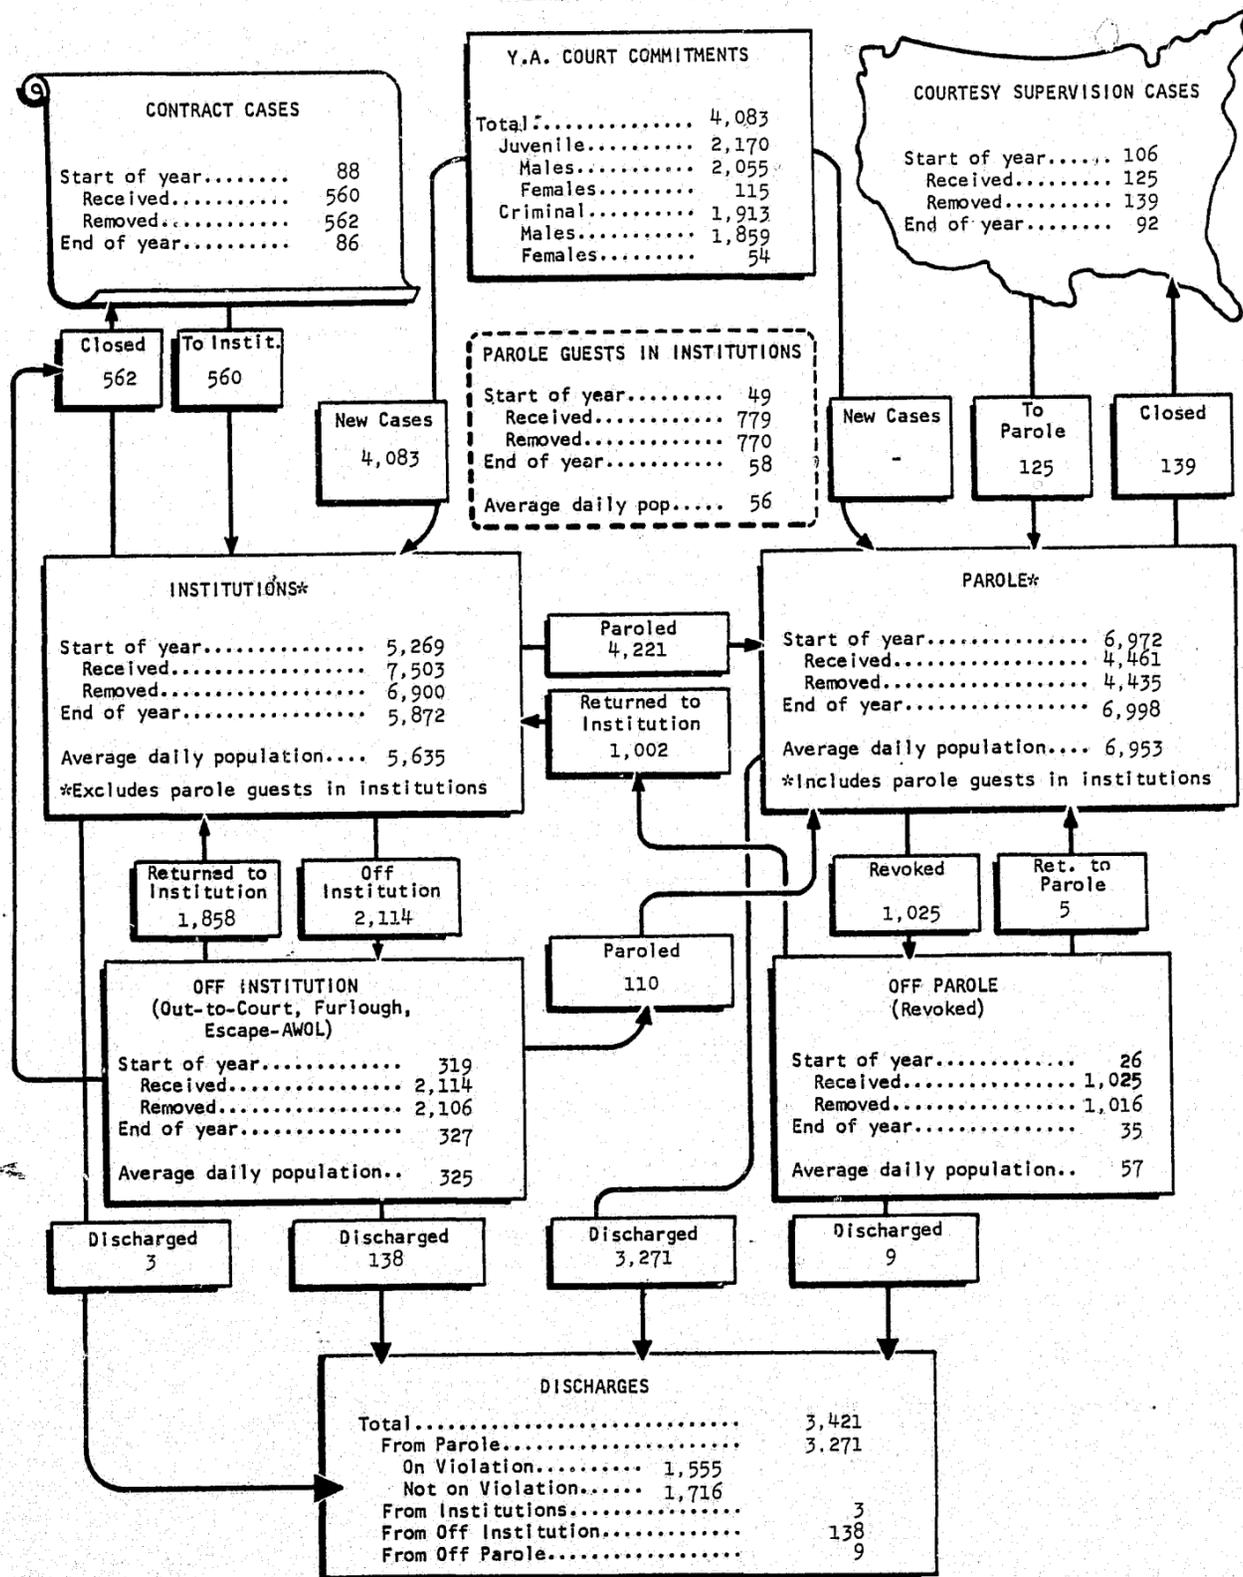 Y.A. COURT COMMITMENTS
Total............... 4,083
Juvenile.......... 2,170
Males........... 2,055
Females......... 115
Criminal.......... 1,913
Males........... 1,859
Females......... 54
CONTRACT CASES
Start of year........ 88
Received........... 560
Removed............ 562
End of year.......... 86
COURTESY SUPERVISION CASES
Start of year...... 106
Received......... 125
Removed.......... 139
End of year........ 92
Closed
562
To Instit.
560
PAROLE GUESTS IN INSTITUTIONS
Start of year......... 49
Received............ 779
Removed............ 770
End of year........... 58
Average daily pop..... 56
New Cases
4,083
New Cases
-
To
Parole
125
Closed
139
INSTITUTIONS*
Start of year............... 5,269
Received.................. 7,503
Removed................... 6,900
End of year................. 5,872
Average daily population.... 5,635
*Excludes parole guests in institutions
Paroled
4,221
Returned to
Institution
1,002
PAROLE*
Start of year............... 6,972
Received.................. 4,461
Removed................... 4,435
End of year................. 6,998
Average daily population.... 6,953
*Includes parole guests in institutions
Returned to
Institution
1,858
Off
Institution
2,114
Revoked
1,025
Ret. to
Parole
5
Paroled
110
OFF INSTITUTION
(Out-to-Court, Furlough,
Escape-AWOL)
Start of year............. 319
Received................ 2,114
Removed................. 2,106
End of year............... 327
Average daily population.. 325
OFF PAROLE
(Revoked)
Start of year............. 26
Received................ 1,025
Removed................. 1,016
End of year............... 35
Average daily population.. 57
Discharged
3
Discharged
138
Discharged
3,271
Discharged
9
DISCHARGES
Total.............................. 3,421
From Parole...................... 3.271
On Violation.......... 1,555
Not on Violation...... 1,716
From Institutions................ 3
From Off Institution............. 138
From Off Parole.................. 9